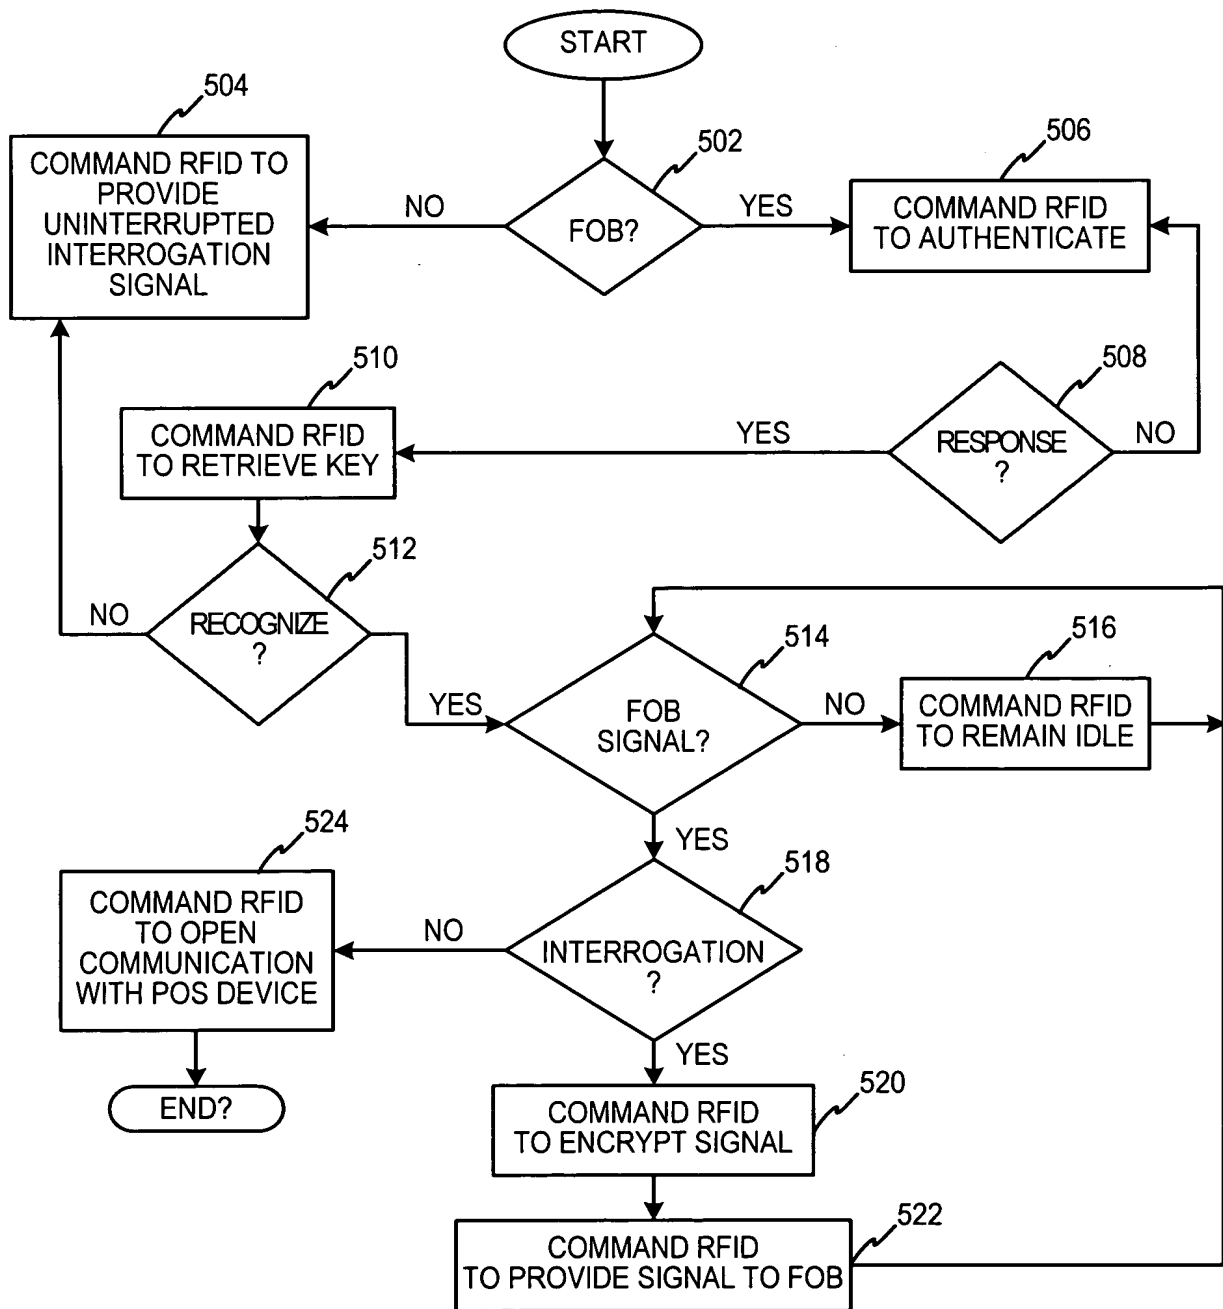 START
504
502
506
COMMAND RFID TO
PROVIDE
UNINTERRUPTED
INTERROGATION
SIGNAL
NO
FOB?
YES
COMMAND RFID
TO AUTHENTICATE
510
508
COMMAND RFID
TO RETRIEVE KEY
YES
RESPONSE
?
NO
512
NO
RECOGNIZE
?
514
516
YES
FOB
SIGNAL?
NO
COMMAND RFID
TO REMAIN IDLE
524
YES
518
COMMAND RFID
TO OPEN
COMMUNICATION
WITH POS DEVICE
NO
INTERROGATION
?
YES
END?
520
COMMAND RFID
TO ENCRYPT SIGNAL
522
COMMAND RFID
TO PROVIDE SIGNAL TO FOB